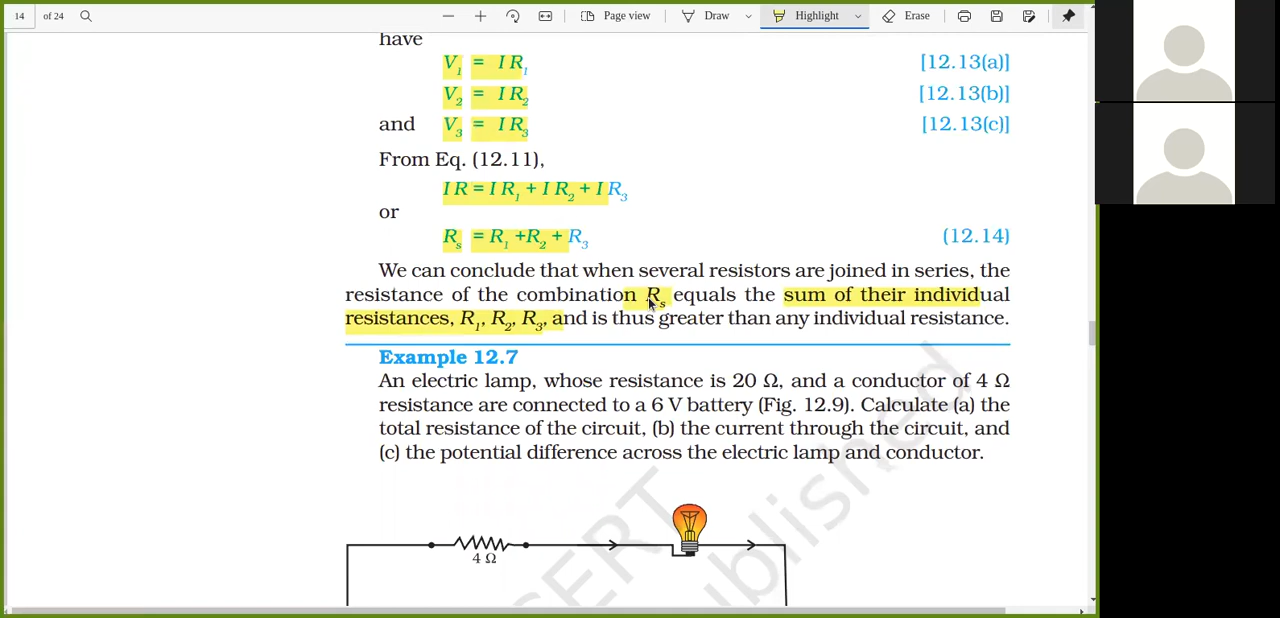 14 of 24 Page view Draw Highlight Erase
have
V₁ = I R₁ [12.13(a)]
V₂ = I R₂ [12.13(b)]
and V₃ = I R₃ [12.13(c)]
From Eq. (12.11),
I R = I R₁ + I R₂ + I R₃
or
Rₛ = R₁ +R₂ + R₃ (12.14)
We can conclude that when several resistors are joined in series, the
resistance of the combination Rₛ equals the sum of their individual
resistances, R₁, R₂, R₃, and is thus greater than any individual resistance.
Example 12.7
An electric lamp, whose resistance is 20 Ω, and a conductor of 4 Ω
resistance are connected to a 6 V battery (Fig. 12.9). Calculate (a) the
total resistance of the circuit, (b) the current through the circuit, and
(c) the potential difference across the electric lamp and conductor.
4 Ω